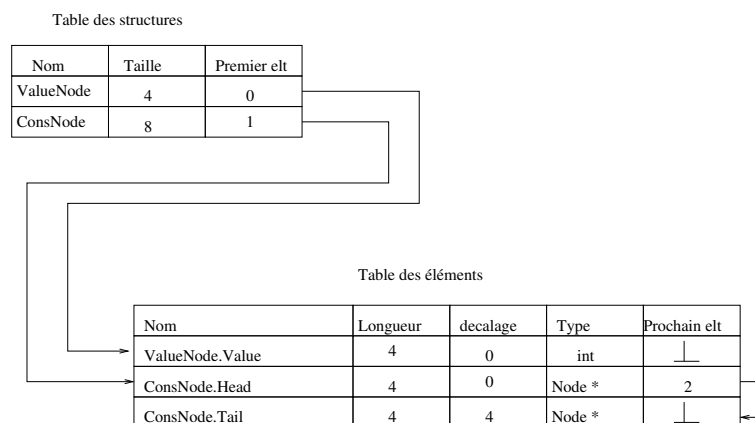 Table des structures
Nom Taille Premier elt
ValueNode 4 0
ConsNode 8 1
Table des éléments
Nom Longueur decalage Type Prochain elt
ValueNode.Value 4 0 int ⊥
ConsNode.Head 4 0 Node * 2
ConsNode.Tail 4 4 Node * ⊥